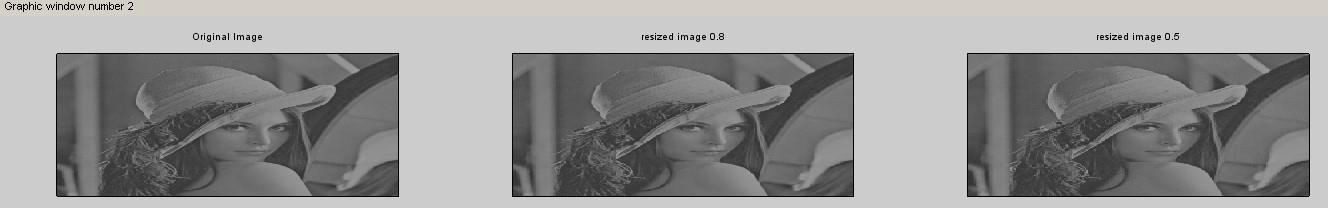 Graphic window number 2
Original Image
resized image 0.8
resized image 0.5